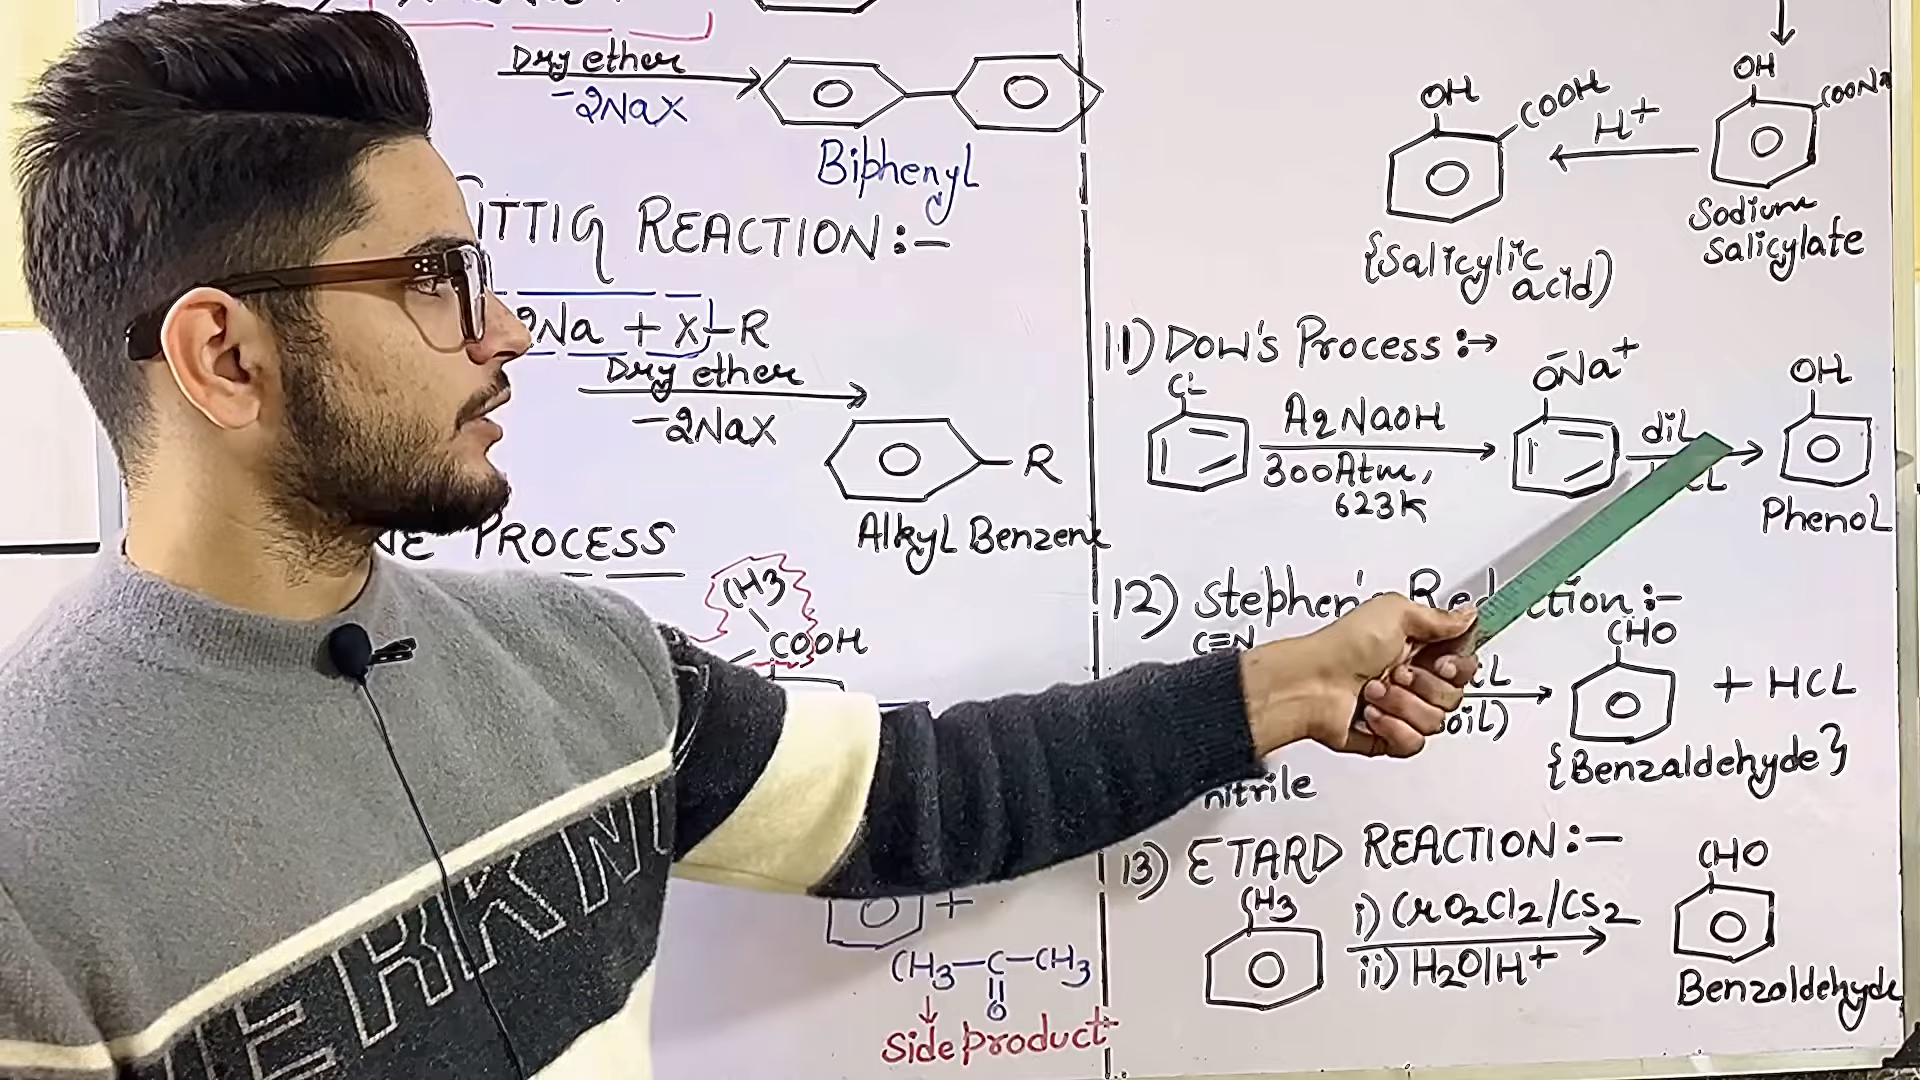 Dry ether
-2NaX
Biphenyl
ITTIG REACTION:-
2Na + X-R
Dry ether
-2NaX
R
Alkyl Benzene
PROCESS
CH3
COOH
+
CH3-C-CH3
O
Side product
OH
COONa
OH
COOH
H+
Sodium
Salicylate
{Salicylic
acid)
11) Dow's Process :→
Cl
Aq NaOH
300Atm,
623K
O-Na+
dil
OH
Phenol
12) Stephen's Reduction :-
C≡N
CHO
+ HCL
{Benzaldehyde}
nitrile
13) ETARD REACTION:-
CH3
i) CrO2Cl2/CS2
ii) H2O/H+
CHO
Benzaldehyde